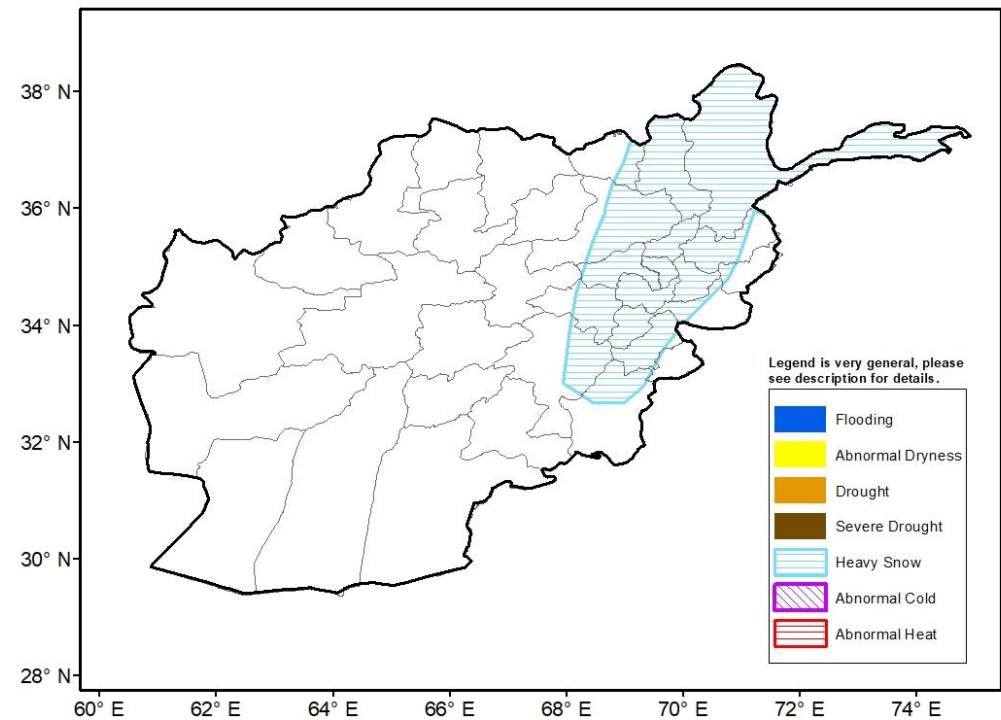 38° N
36° N
34° N
32° N
30° N
28° N
60° E 62° E 64° E 66° E 68° E 70° E 72° E 74° E
Legend is very general, please
see description for details.
Flooding
Abnormal Dryness
Drought
Severe Drought
Heavy Snow
Abnormal Cold
Abnormal Heat